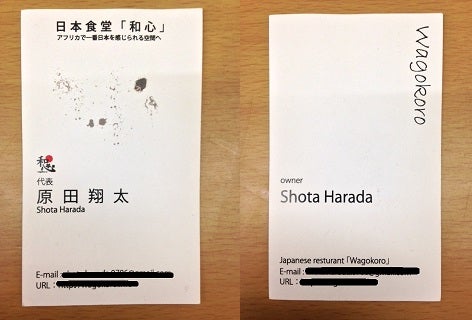 日本食堂「和心」
アフリカで一番日本を感じられる空間へ
代表
原田翔太
Shota Harada
E-mail :
URL :
Wagokoro
owner
Shota Harada
Japanese resturant「Wagokoro」
E-mail :
URL :